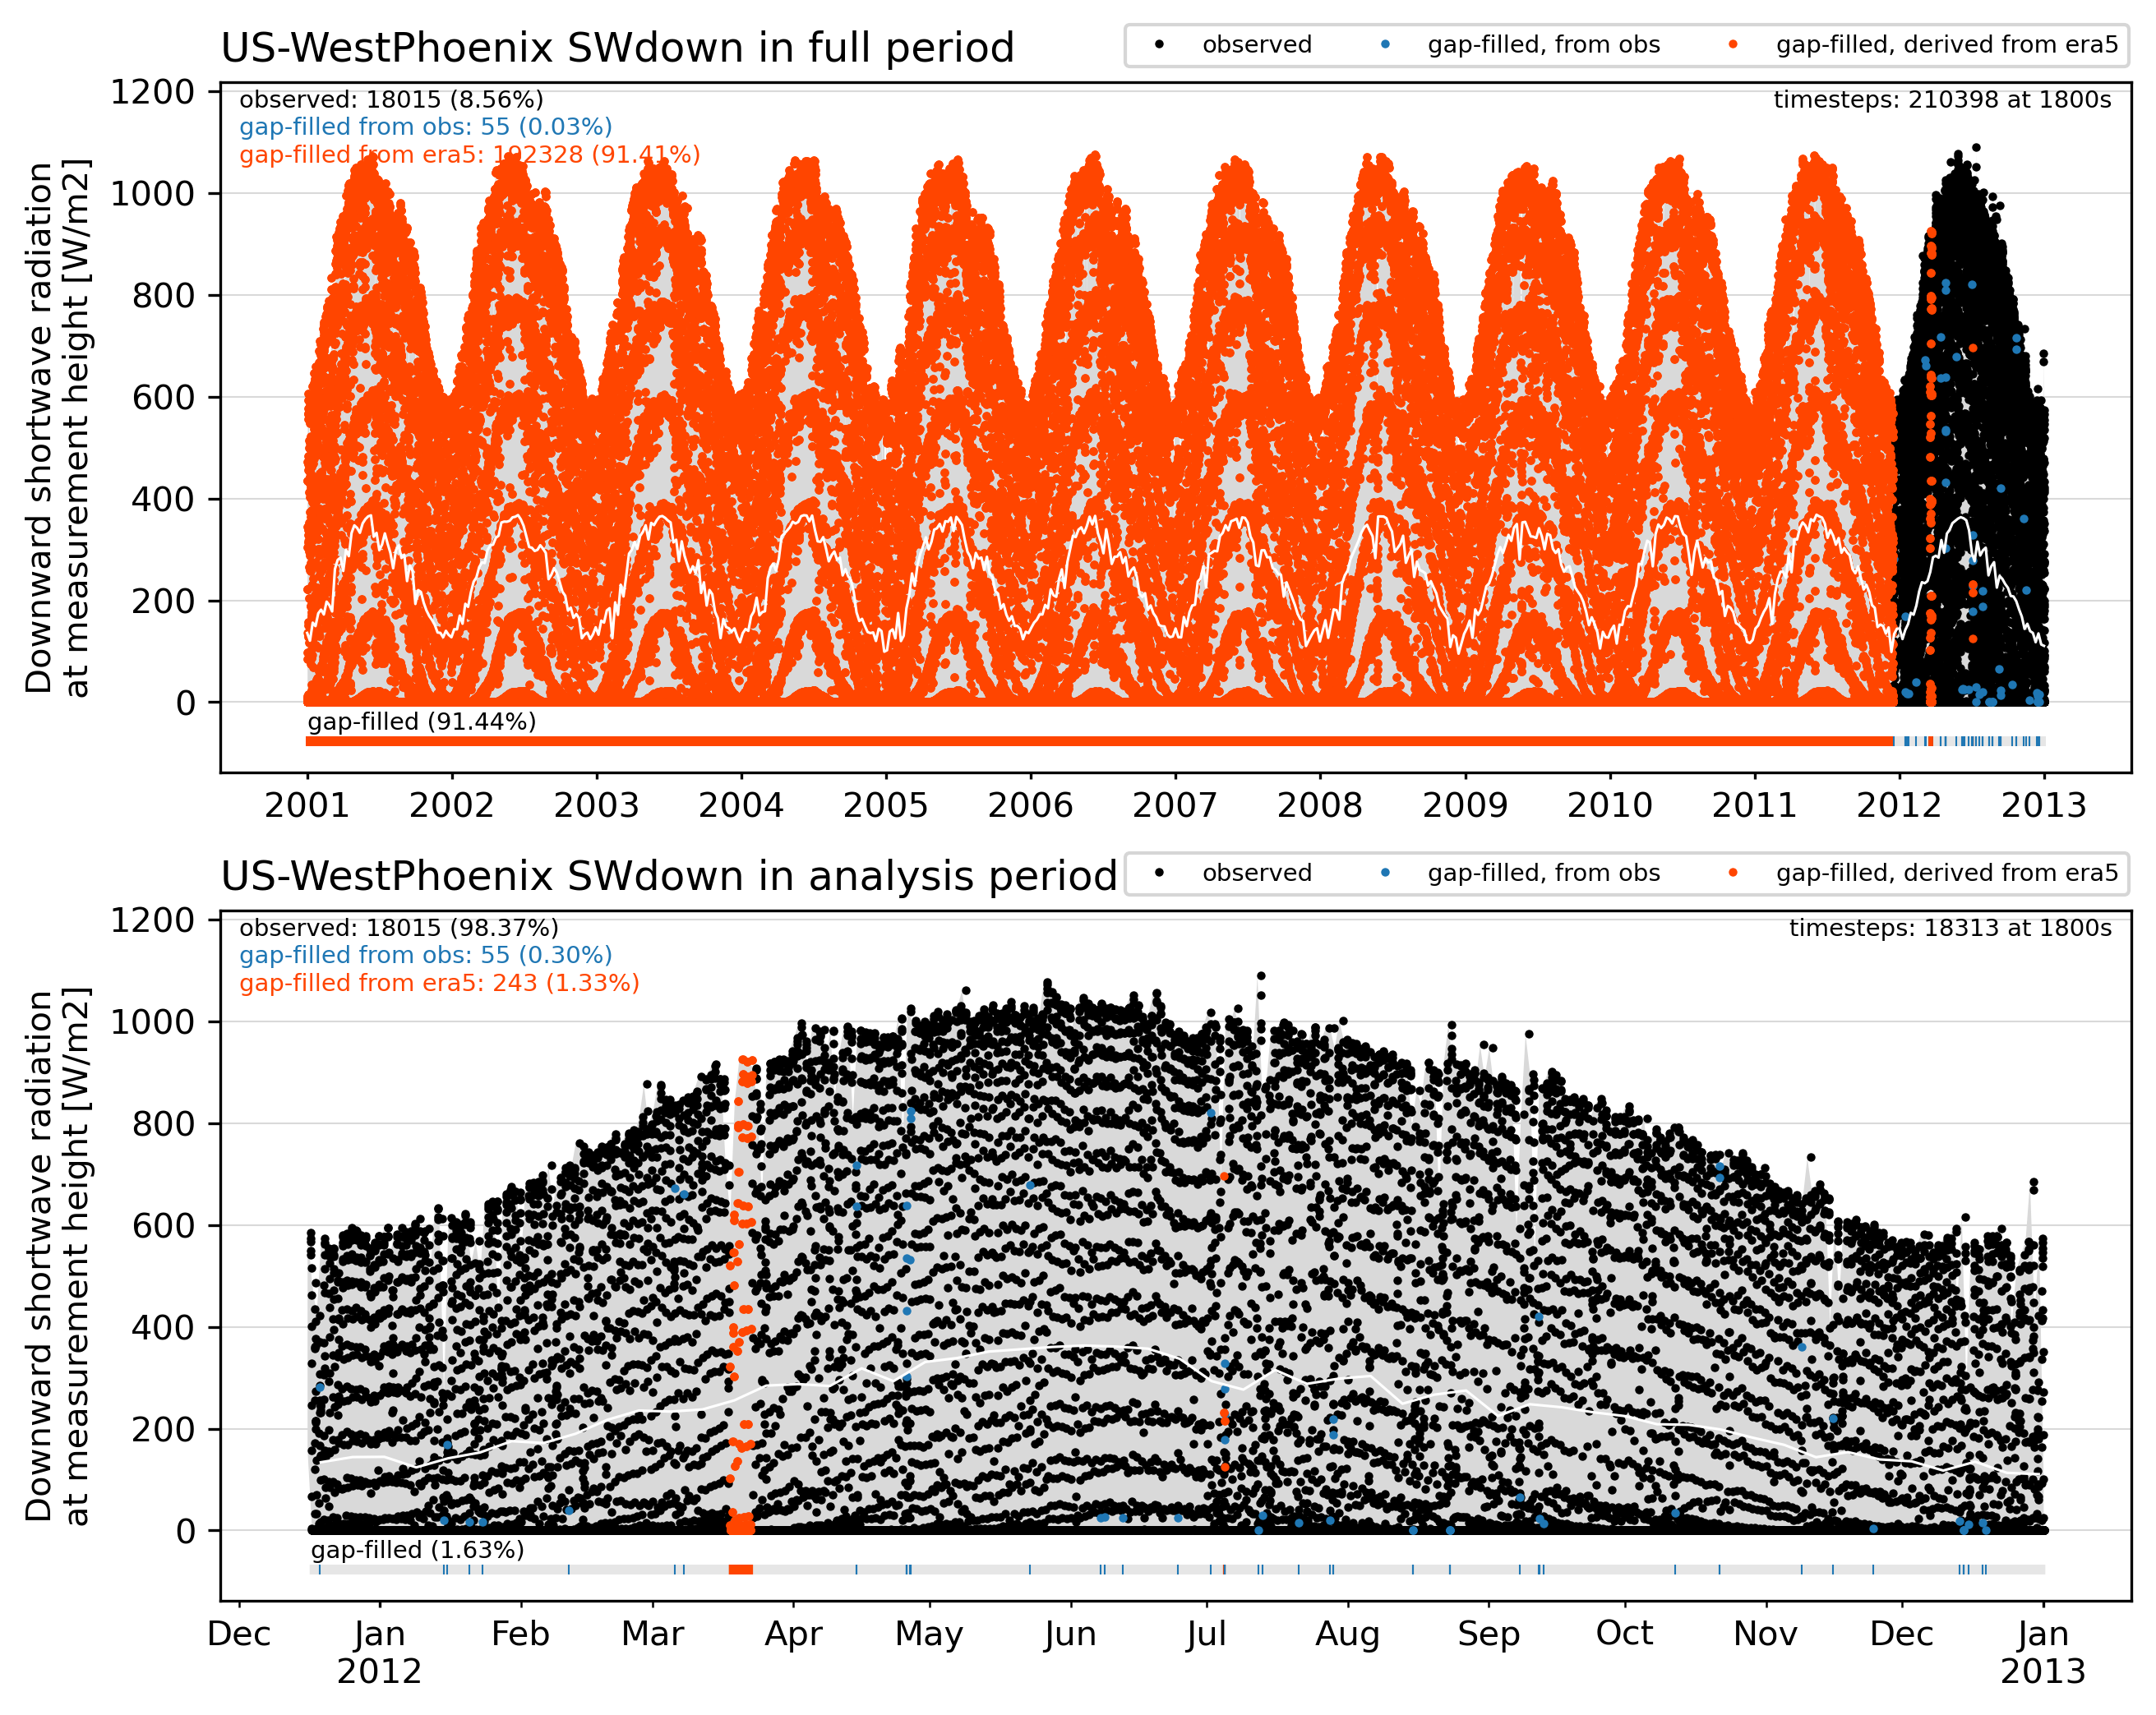 US-WestPhoenix SWdown in full period
observed
gap-filled, from obs
gap-filled, derived from era5
observed: 18015 (8.56%)
gap-filled from obs: 55 (0.03%)
gap-filled from era5: 192328 (91.41%)
timesteps: 210398 at 1800s
Downward shortwave radiation
at measurement height [W/m2]
1200
1000
800
600
400
200
0
gap-filled (91.44%)
2001 2002 2003 2004 2005 2006 2007 2008 2009 2010 2011 2012 2013
US-WestPhoenix SWdown in analysis period
observed
gap-filled, from obs
gap-filled, derived from era5
observed: 18015 (98.37%)
gap-filled from obs: 55 (0.30%)
gap-filled from era5: 243 (1.33%)
timesteps: 18313 at 1800s
Downward shortwave radiation
at measurement height [W/m2]
1200
1000
800
600
400
200
0
gap-filled (1.63%)
Dec Jan Feb Mar Apr May Jun Jul Aug Sep Oct Nov Dec Jan
2012 2013